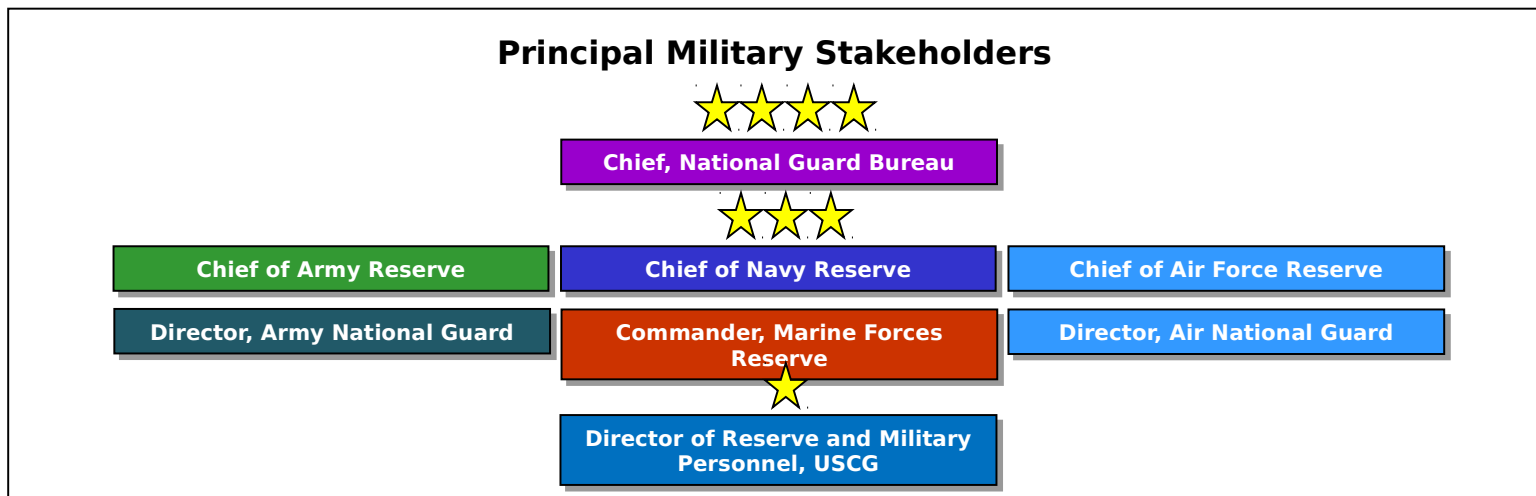 Principal Military Stakeholders
Chief, National Guard Bureau
Chief of Army Reserve
Chief of Navy Reserve
Chief of Air Force Reserve
Director, Army National Guard
Commander, Marine Forces
Reserve
Director, Air National Guard
Director of Reserve and Military
Personnel, USCG